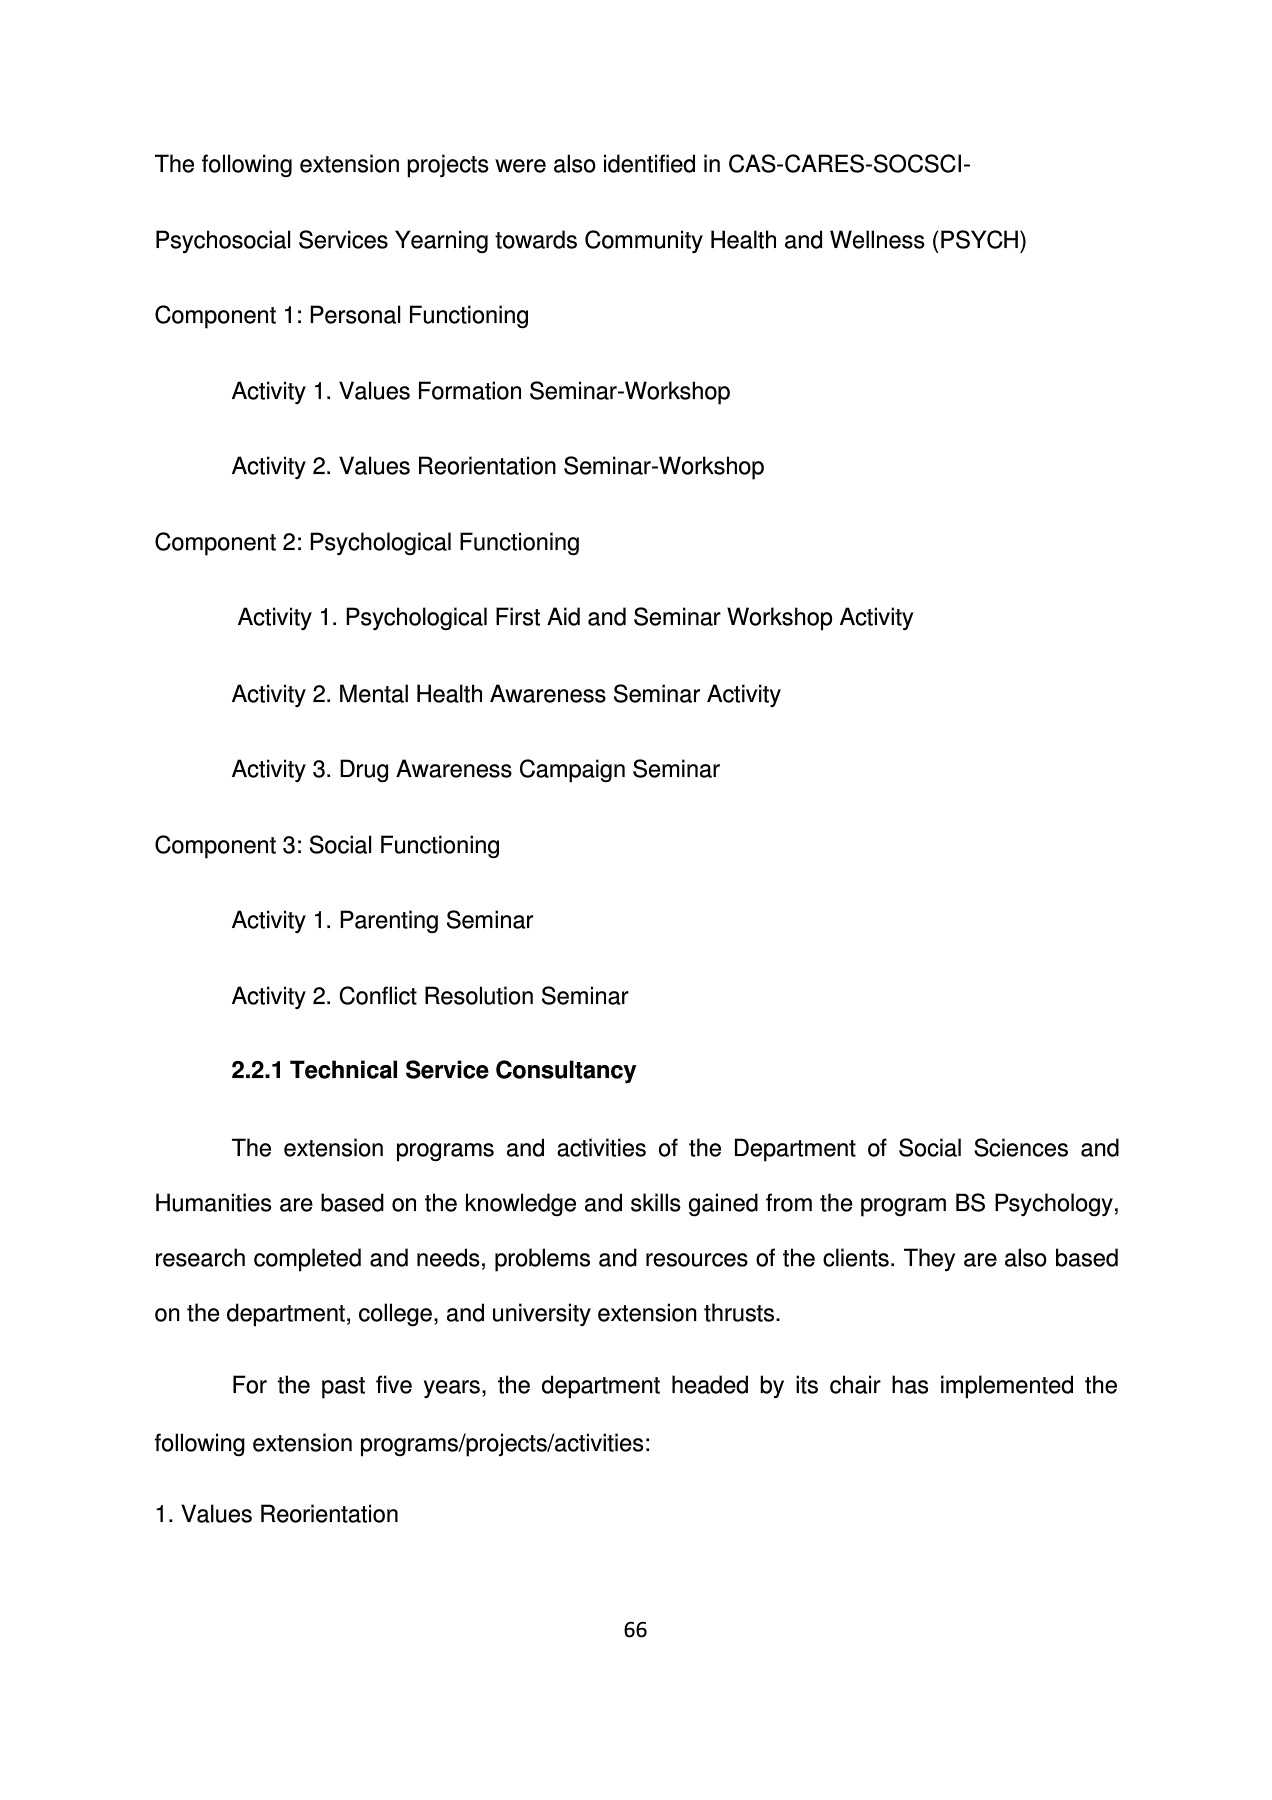 The following extension projects were also identified in CAS-CARES-SOCSCI-
Psychosocial Services Yearning towards Community Health and Wellness (PSYCH)
Component 1: Personal Functioning
Activity 1. Values Formation Seminar-Workshop
Activity 2. Values Reorientation Seminar-Workshop
Component 2: Psychological Functioning
Activity 1. Psychological First Aid and Seminar Workshop Activity
Activity 2. Mental Health Awareness Seminar Activity
Activity 3. Drug Awareness Campaign Seminar
Component 3: Social Functioning
Activity 1. Parenting Seminar
Activity 2. Conflict Resolution Seminar
2.2.1 Technical Service Consultancy
The extension programs and activities of the Department of Social Sciences and
Humanities are based on the knowledge and skills gained from the program BS Psychology,
research completed and needs, problems and resources of the clients. They are also based
on the department, college, and university extension thrusts.
For the past five years, the department headed by its chair has implemented the
following extension programs/projects/activities:
1. Values Reorientation
66